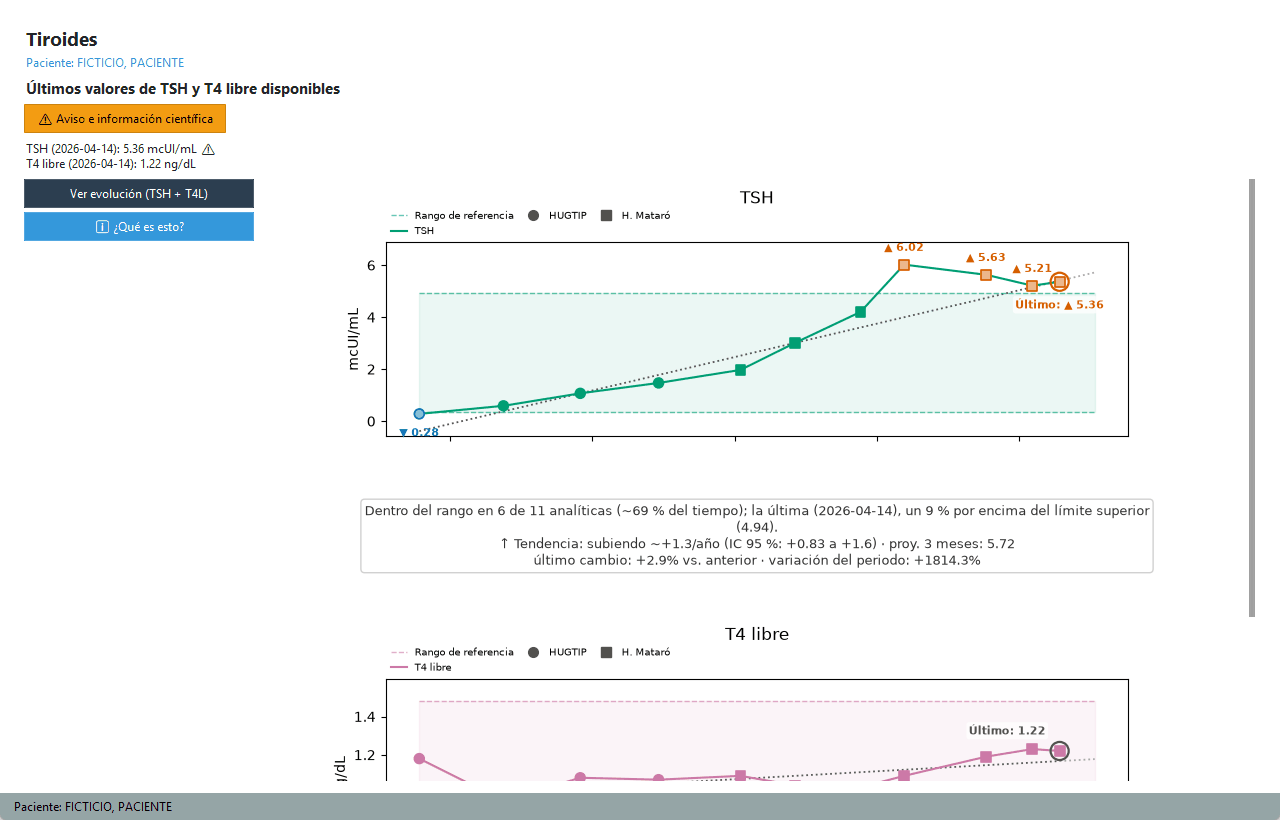 Tiroides
Paciente: FICTICIO, PACIENTE
Últimos valores de TSH y T4 libre disponibles
⚠ Aviso e información científica
TSH (2026-04-14): 5.36 mcUI/mL ⚠
T4 libre (2026-04-14): 1.22 ng/dL
Ver evolución (TSH + T4L)
ℹ ¿Qué es esto?
TSH
Rango de referencia HUGTIP H. Mataró
TSH
▲ 6.02
▲ 5.63
▲ 5.21
Último: ▲ 5.36
▼ 0.28
6
4
2
0
mcUI/mL
Dentro del rango en 6 de 11 analíticas (~69 % del tiempo); la última (2026-04-14), un 9 % por encima del límite superior
(4.94).
↑ Tendencia: subiendo ~+1.3/año (IC 95 %: +0.83 a +1.6) · proy. 3 meses: 5.72
último cambio: +2.9% vs. anterior · variación del periodo: +1814.3%
T4 libre
Rango de referencia HUGTIP H. Mataró
T4 libre
Último: 1.22
1.4
1.2
g/dL
Paciente: FICTICIO, PACIENTE